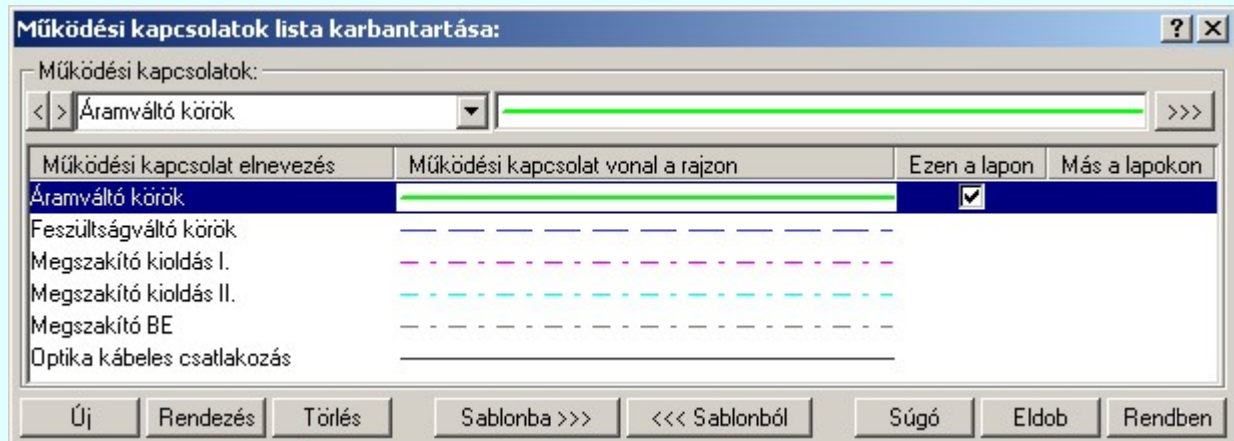 Működési kapcsolatok lista karbantartása:
Működési kapcsolatok:
< > Áramváltó körök >>>
Működési kapcsolat elnevezés Működési kapcsolat vonal a rajzon Ezen a lapon Más a lapokon
Áramváltó körök
Feszültságváltó körök
Megszakító kioldás I.
Megszakító kioldás II.
Megszakító BE
Optika kábeles csatlakozás
Új Rendezés Törlés Sablonba >>> <<< Sablonból Súgó Eldob Rendben